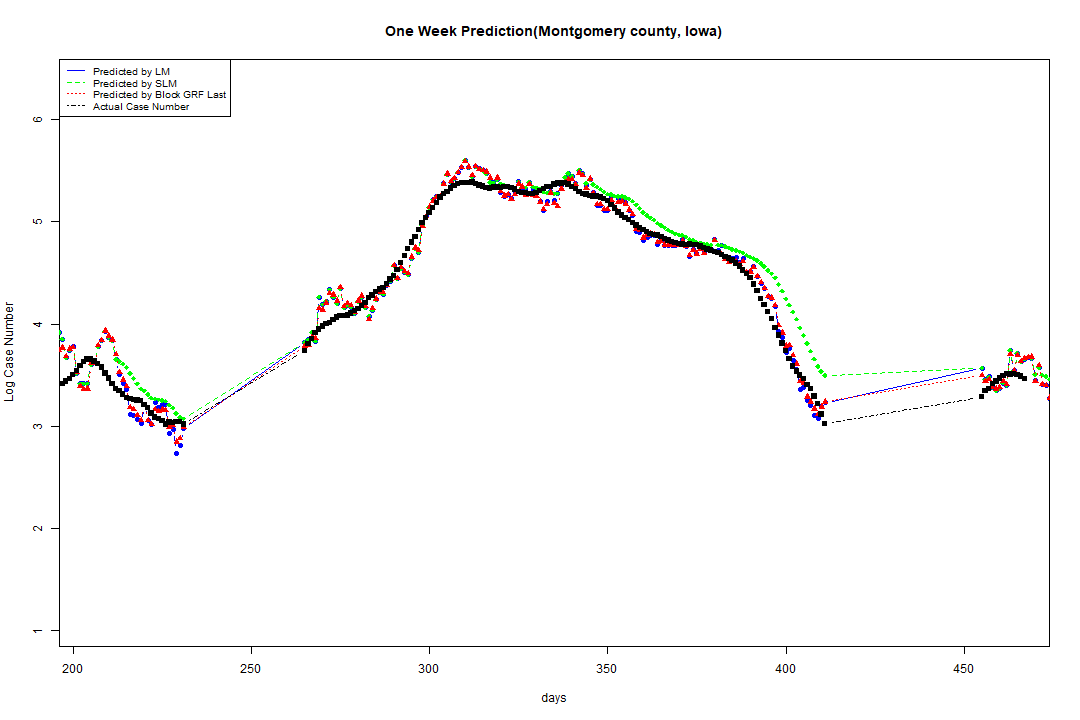 One Week Prediction(Montgomery county, Iowa)
Predicted by LM
Predicted by SLM
Predicted by Block GRF Last
Actual Case Number
Log Case Number
6
5
4
3
2
1
200 250 300 350 400 450
days